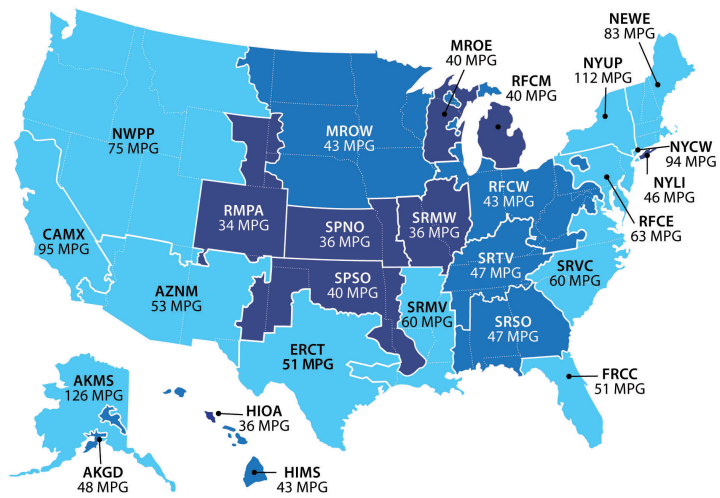 NEWE
83 MPG
MROE
40 MPG
NYUP
112 MPG
RFCM
40 MPG
NWPP
75 MPG
MROW
43 MPG
NYCW
94 MPG
NYLI
46 MPG
RFCW
43 MPG
RMPA
34 MPG
SPNO
36 MPG
SRMW
36 MPG
RFCE
63 MPG
CAMX
95 MPG
SRTV
47 MPG
SRVC
60 MPG
AZNM
53 MPG
SPSO
40 MPG
SRMV
60 MPG
SRSO
47 MPG
ERCT
51 MPG
FRCC
51 MPG
AKMS
126 MPG
HIOA
36 MPG
AKGD
48 MPG
HIMS
43 MPG